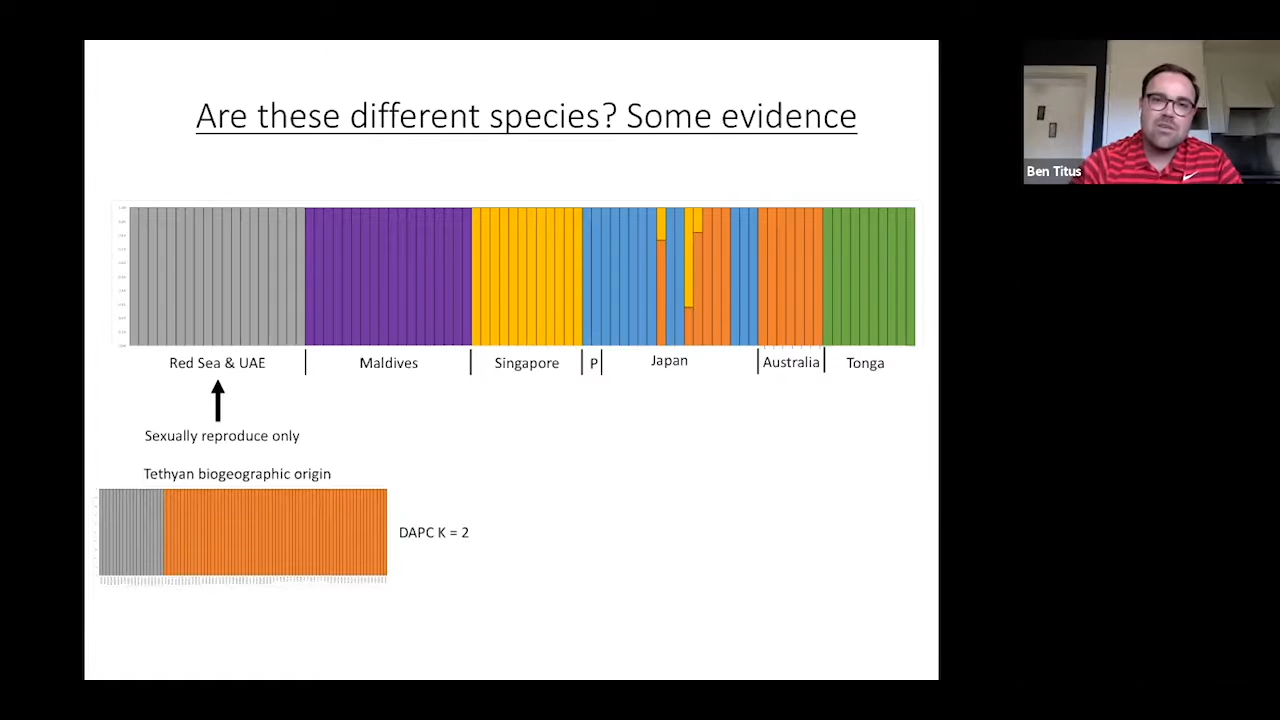 Are these different species? Some evidence
Ben Titus
Red Sea & UAE
Maldives
Singapore
P
Japan
Australia
Tonga
Sexually reproduce only
Tethyan biogeographic origin
DAPC K = 2